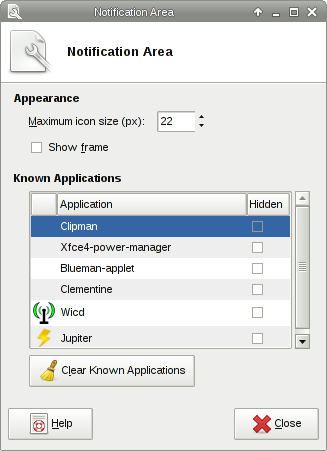 Notification Area
Notification Area
Appearance
Maximum icon size (px): 22
Show frame
Known Applications
Application Hidden
Clipman
Xfce4-power-manager
Blueman-applet
Clementine
Wicd
Jupiter
Clear Known Applications
Help Close